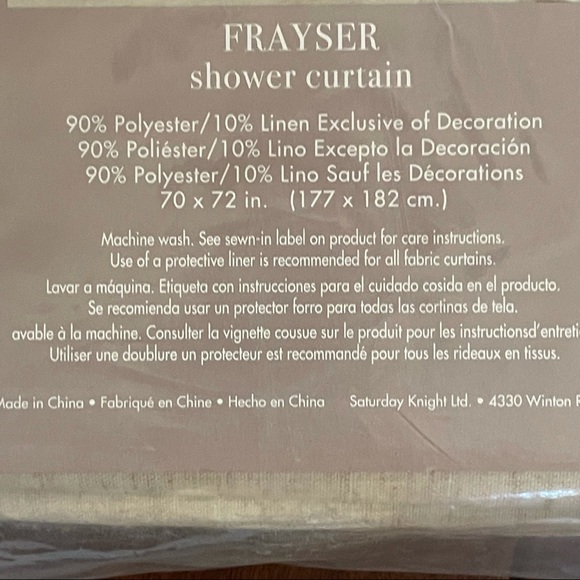 FRAYSER
shower curtain
90% Polyester/10% Linen Exclusive of Decoration
90% Poliéster/10% Lino Excepto la Decoración
90% Polyester/10% Lino Sauf les Décorations
70 x 72 in. (177 x 182 cm.)
Machine wash. See sewn-in label on product for care instructions.
Use of a protective liner is recommended for all fabric curtains.
Lavar a máquina. Etiqueta con instrucciones para el cuidado cosida en el producto.
Se recomienda usar un protector forro para todas las cortinas de tela.
avable à la machine. Consulter la vignette cousue sur le produit pour les instructionsd'entreti
Utiliser une doublure un protecteur est recommandé pour tous les rideaux en tissus.
Made in China • Fabriqué en Chine • Hecho en China Saturday Knight Ltd. • 4330 Winton